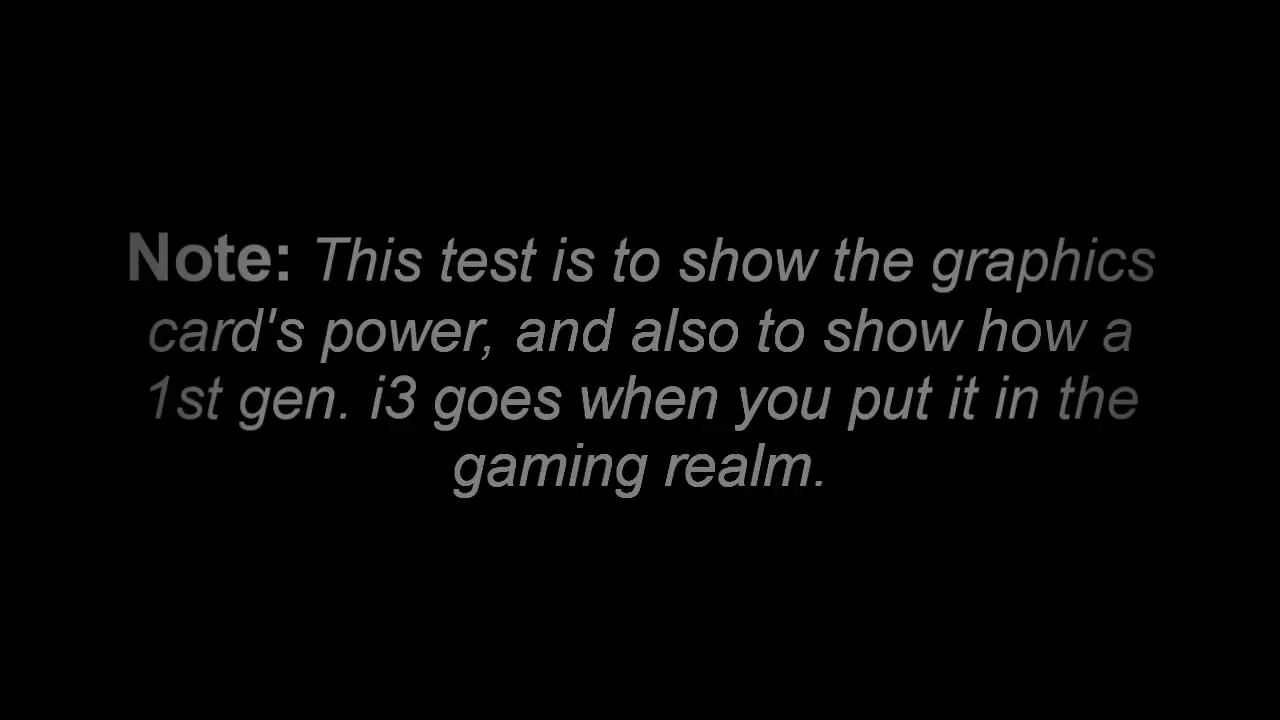 Note: This test is to show the graphics
card's power, and also to show how a
1st gen. i3 goes when you put it in the
gaming realm.